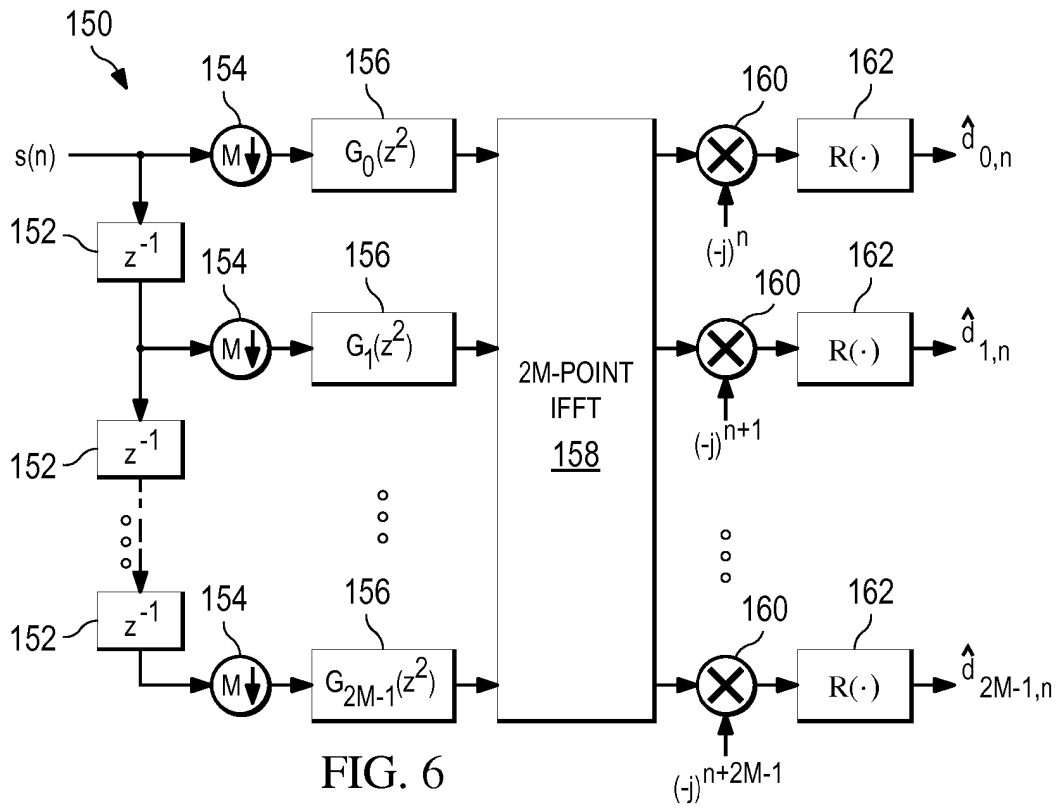 150
154
156
160
162
s(n)
M
G₀(z²)
R(·)
d̂₀,ₙ
152
z⁻¹
(-j)ⁿ
154
156
160
162
M
G₁(z²)
2M-POINT
IFFT
158
R(·)
d̂₁,ₙ
152
z⁻¹
(-j)ⁿ⁺¹
154
156
160
162
152
z⁻¹
M
G_{2M-1}(z²)
R(·)
d̂_{2M-1,n}
(-j)^{n+2M-1}
FIG. 6